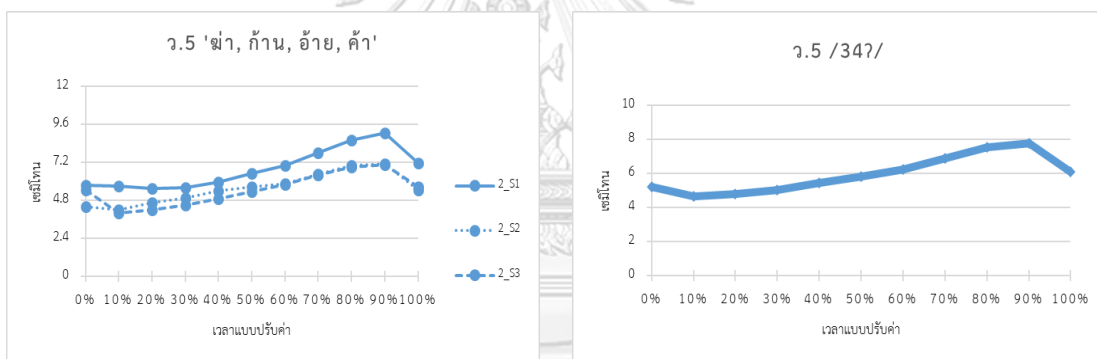 ว.5 'ฆ่า, ก้าน, อ้าย, ค้า'
12
9.6
7.2
4.8
2.4
0
เซมิโทน
0% 10% 20% 30% 40% 50% 60% 70% 80% 90% 100%
เวลาแบบปรับค่า
2_S1
2_S2
2_S3
ว.5 /34ʔ/
10
8
6
4
2
0
เซมิโทน
0% 10% 20% 30% 40% 50% 60% 70% 80% 90% 100%
เวลาแบบปรับค่า